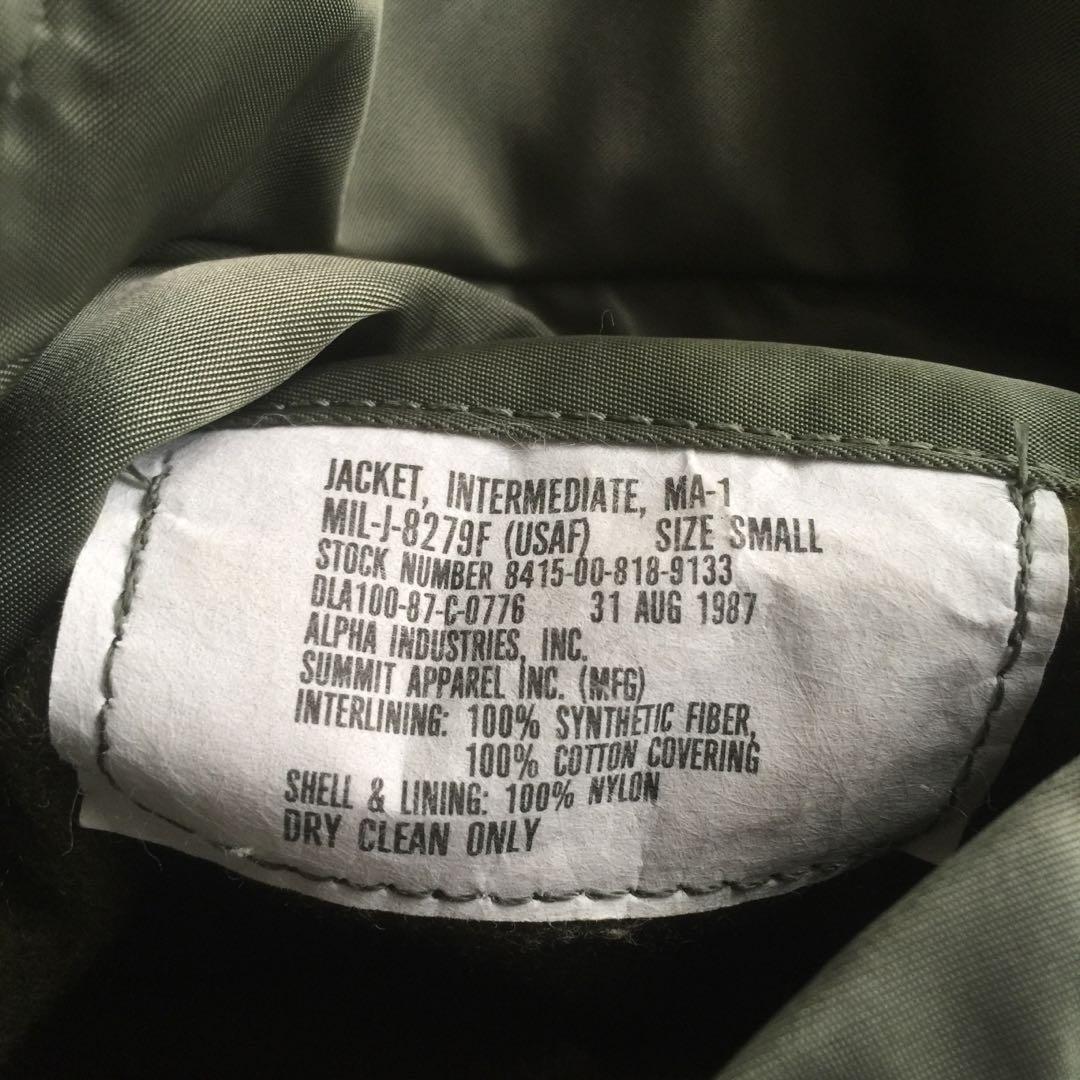 JACKET, INTERMEDIATE, MA-1
MIL-J-8279F (USAF) SIZE SMALL
STOCK NUMBER 8415-00-818-9133
DLA100-87-C-0776 31 AUG 1987
ALPHA INDUSTRIES, INC.
SUMMIT APPAREL INC. (MFG)
INTERLINING: 100% SYNTHETIC FIBER,
100% COTTON COVERING
SHELL & LINING: 100% NYLON
DRY CLEAN ONLY